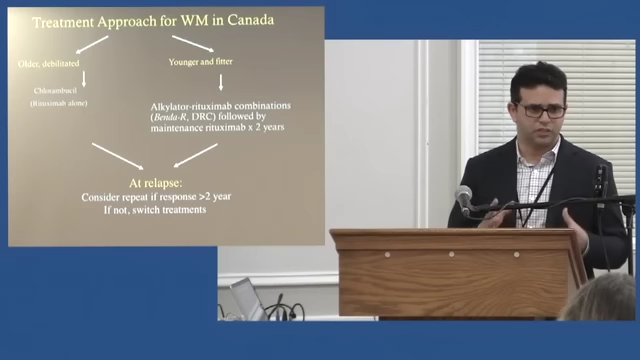 Treatment Approach for WM in Canada
Older, debilitated
Younger and fitter
Chlorambucil
(Rituximab alone)
Alkylator-rituximab combinations
(Benda-R, DRC) followed by
maintenance rituximab x 2 years
At relapse:
Consider repeat if response >2 year
If not, switch treatments